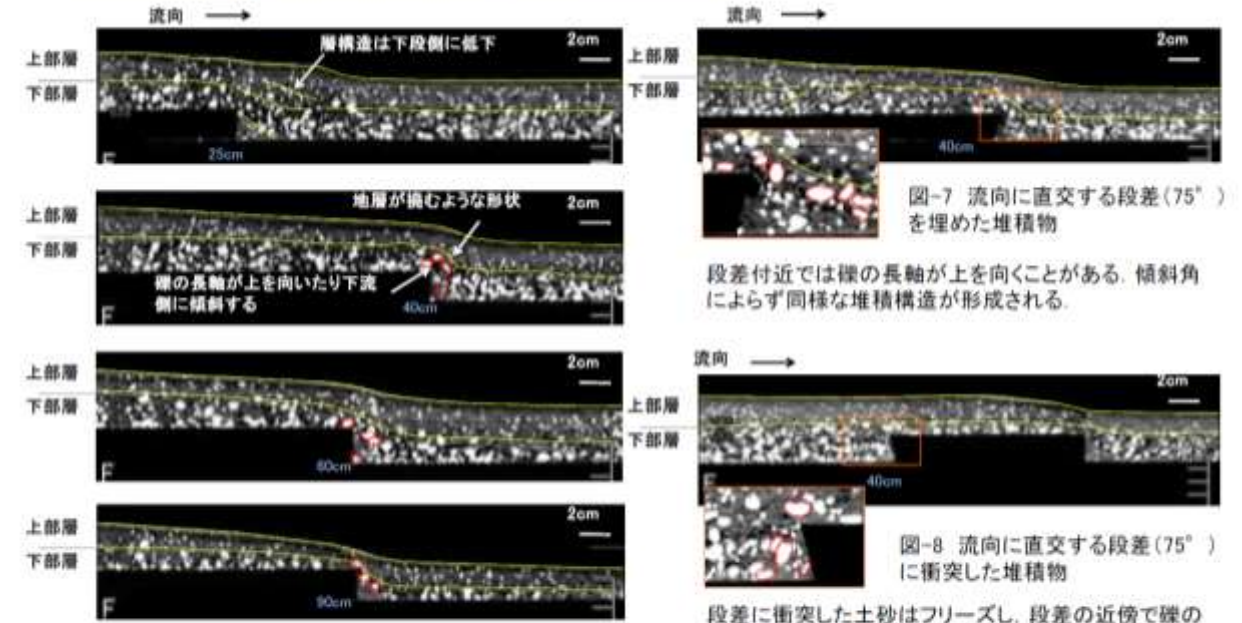 流向
2cm
層構造は下段側に低下
上部層
下部層
25cm
地層が撓むような形状
2cm
上部層
下部層
礫の長軸が上を向いたり下流
側に傾斜する
40cm
2cm
上部層
下部層
60cm
2cm
上部層
下部層
90cm
流向
2cm
上部層
下部層
40cm
図-7 流向に直交する段差(75°)
を埋めた堆積物
段差付近では礫の長軸が上を向くことがある. 傾斜角
によらず同様な堆積構造が形成される.
流向
2cm
上部層
下部層
40cm
図-8 流向に直交する段差(75°)
に衝突した堆積物
段差に衝突した土砂はフリーズし, 段差の近傍で礫の